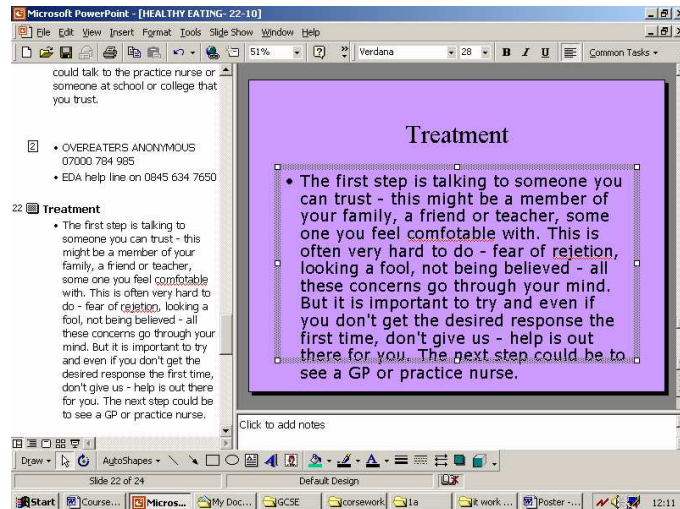 Microsoft PowerPoint - [HEALTHY EATING- 22-10]
File Edit View Insert Format Tools Slide Show Window Help
51% Verdana 28 B I U Common Tasks
could talk to the practice nurse or
someone at school or college that
you trust.
2
• OVEREATERS ANONYMOUS
07000 784 985
• EDA help line on 0845 634 7650
22 Treatment
• The first step is talking to
someone you can trust - this
might be a member of your
family, a friend or teacher,
some one you feel comfotable
with. This is often very hard to
do - fear of rejetion, looking a
fool, not being believed - all
these concerns go through your
mind. But it is important to try
and even if you don't get the
desired response the first time,
don't give us - help is out there
for you. The next step could be
to see a GP or practice nurse.
Treatment
• The first step is talking to someone you
can trust - this might be a member of
your family, a friend or teacher, some
one you feel comfotable with. This is
often very hard to do - fear of rejetion,
looking a fool, not being believed - all
these concerns go through your mind.
But it is important to try and even if
you don't get the desired response the
first time, don't give us - help is out
there for you. The next step could be to
see a GP or practice nurse.
Click to add notes
Draw AutoShapes A A
Slide 22 of 24 Default Design
Start Course... Micros... My Doc... GCSE corsework 1a it work ... Poster -... 12:11